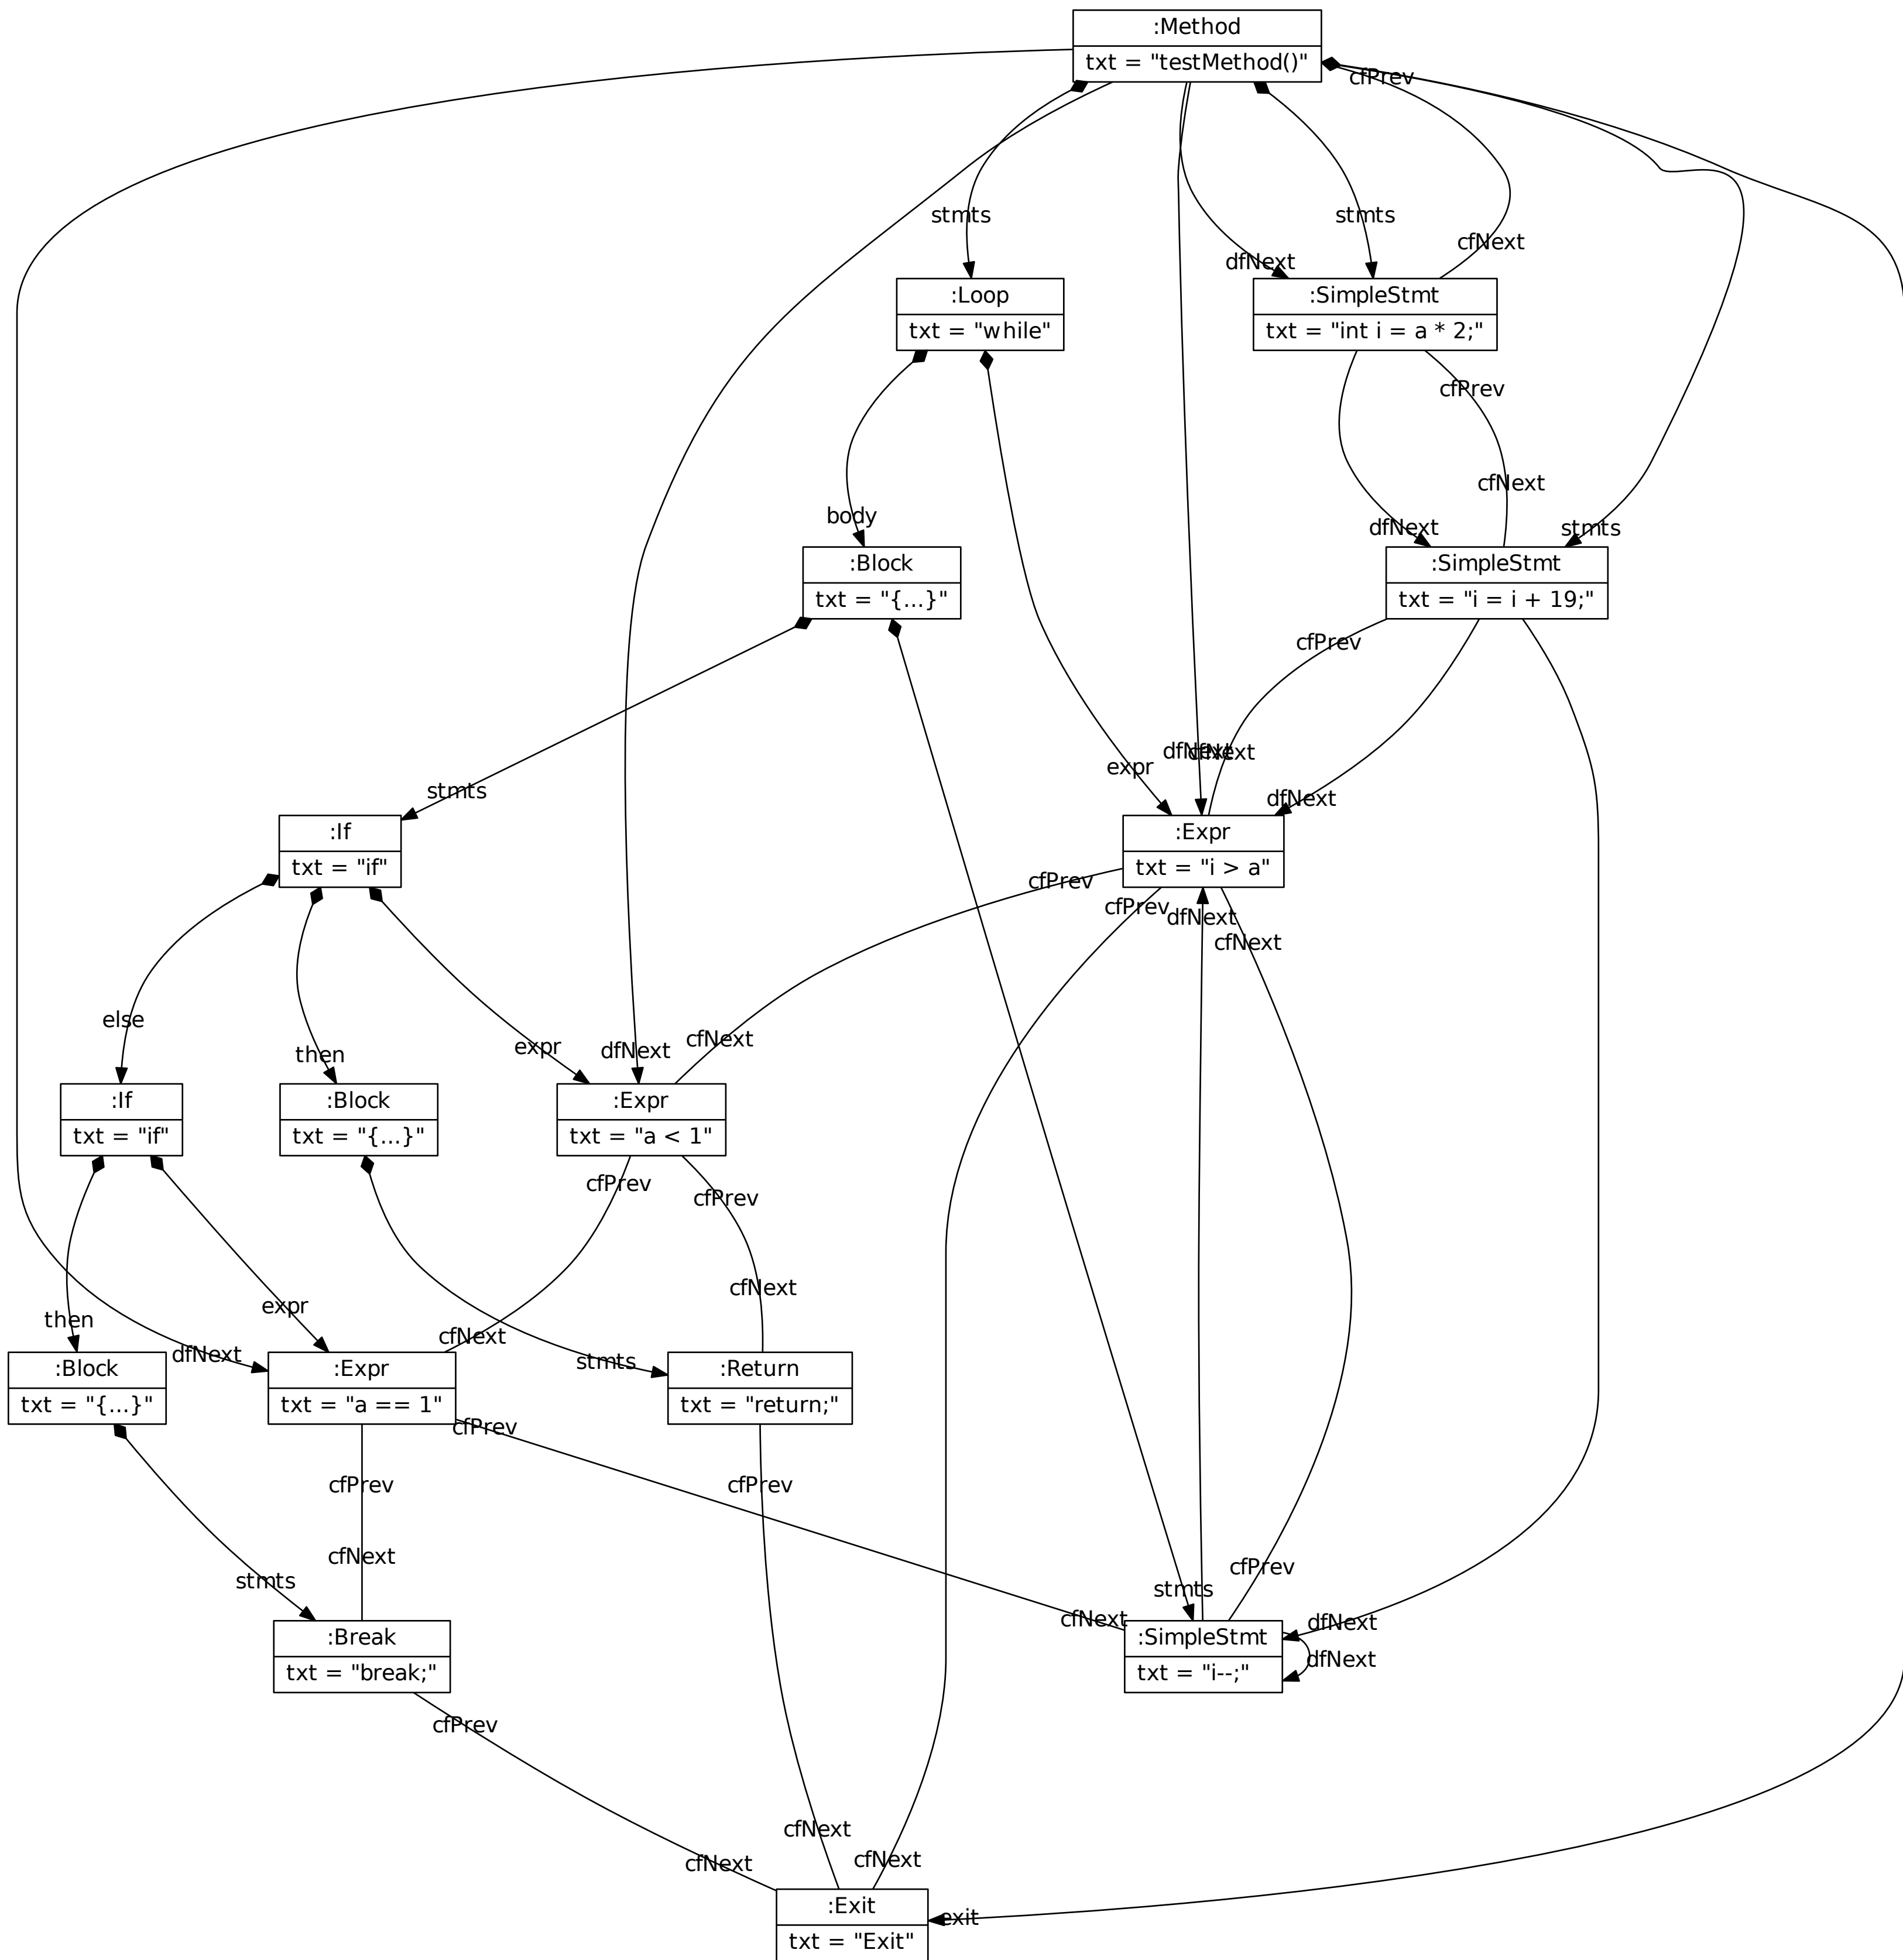 :Method
txt = "testMethod()"
cfPrev
stmts
stmts
cfNext
dfNext
:Loop
txt = "while"
:SimpleStmt
txt = "int i = a * 2;"
cfPrev
cfNext
body
dfNext
stmts
:Block
txt = "{...}"
:SimpleStmt
txt = "i = i + 19;"
cfPrev
dfNext
cfNext
expr
stmts
dfNext
:If
txt = "if"
:Expr
txt = "i > a"
cfPrev
cfPrev
dfNext
cfNext
else
then
expr
dfNext
cfNext
:If
txt = "if"
:Block
txt = "{...}"
:Expr
txt = "a < 1"
cfPrev
cfPrev
cfNext
then
expr
cfNext
dfNext
stmts
:Block
txt = "{...}"
:Expr
txt = "a == 1"
:Return
txt = "return;"
cfPrev
cfPrev
cfPrev
cfNext
stmts
cfPrev
stmts
cfNext
dfNext
:Break
txt = "break;"
:SimpleStmt
txt = "i--;"
dfNext
cfPrev
cfNext
cfNext
cfNext
:Exit
txt = "Exit"
exit